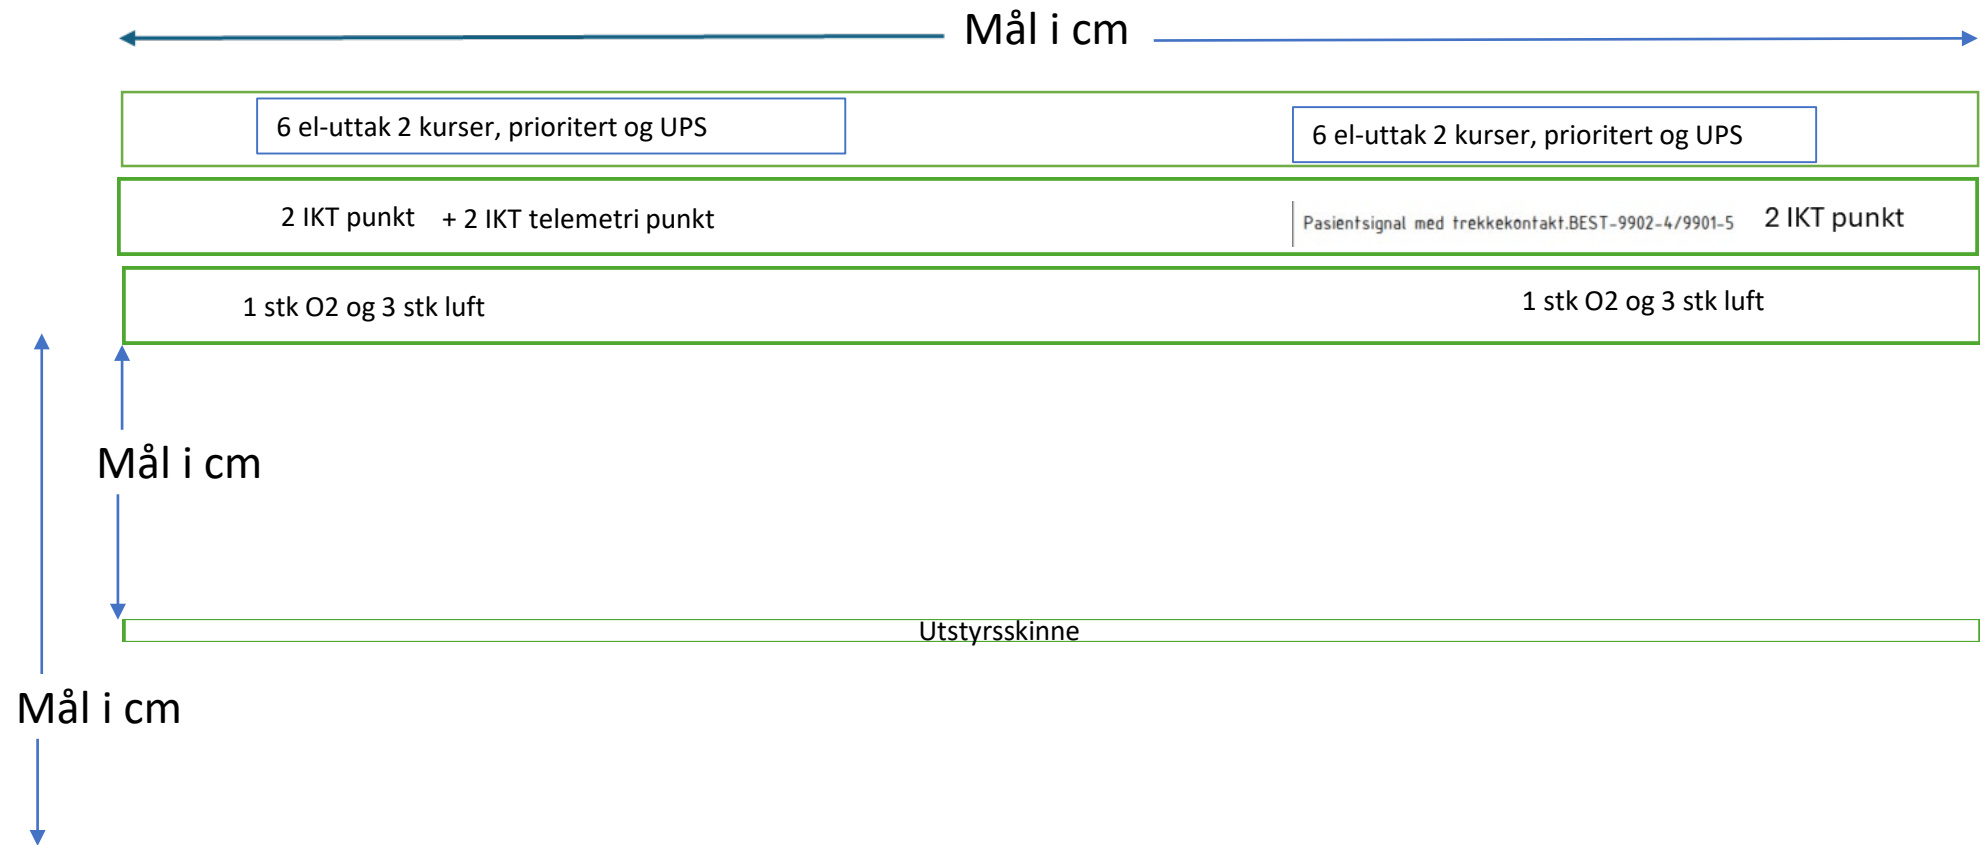 Mål i cm
6 el-uttak 2 kurser, prioritert og UPS
6 el-uttak 2 kurser, prioritert og UPS
2 IKT punkt + 2 IKT telemetri punkt
Pasientsignal med trekkekontakt.BEST-9902-4/9901-5
2 IKT punkt
1 stk O2 og 3 stk luft
1 stk O2 og 3 stk luft
Mål i cm
Utstyrsskinne
Mål i cm